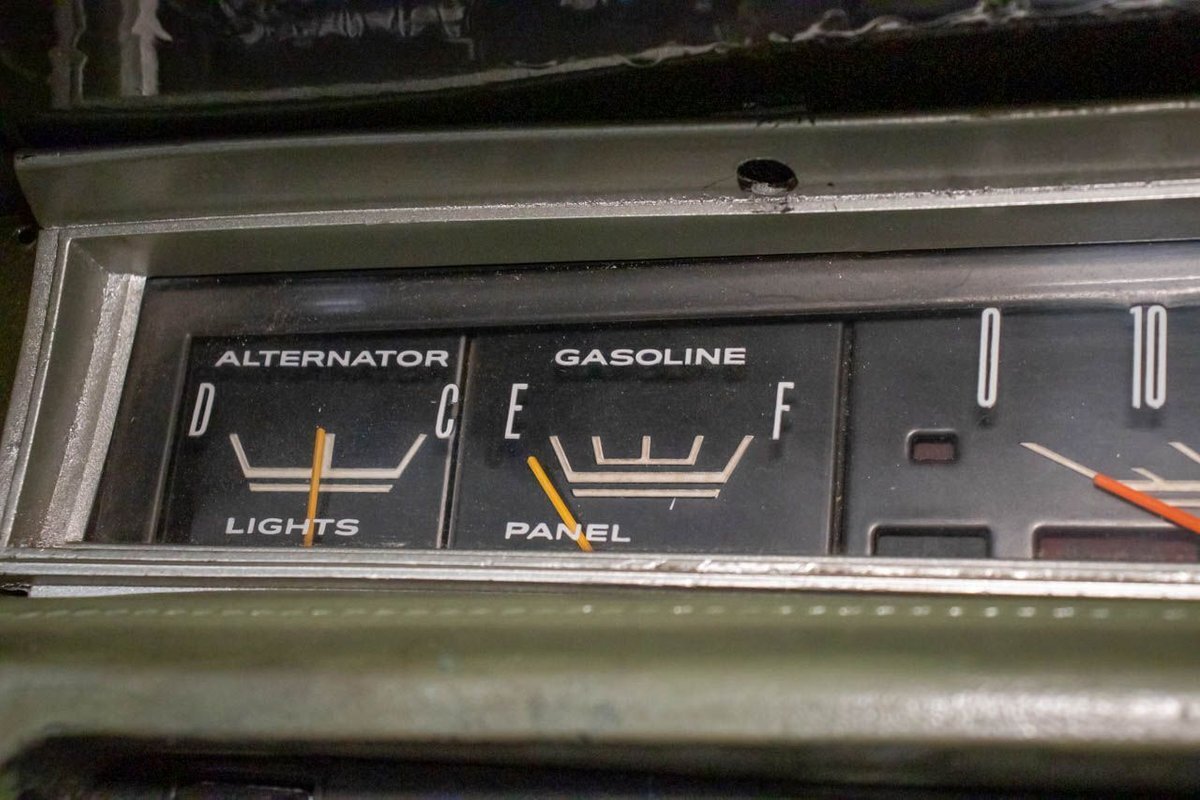 ALTERNATOR
D C
LIGHTS
GASOLINE
E F
PANEL
0 10